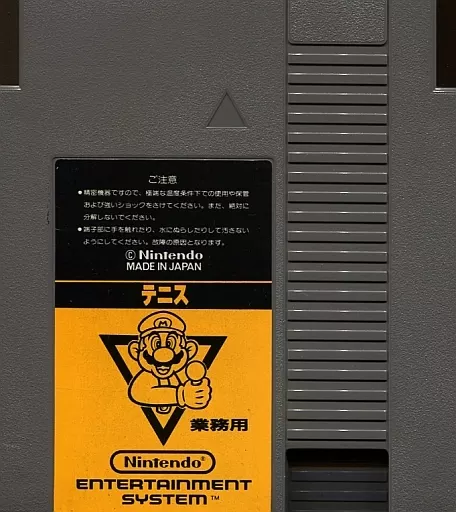 ご注意
●精密機器ですので、極端な温度条件下での使用や保管
および強いショックをさけてください。また、絶対に
分解しないでください。
●端子部に手を触れたり、水にぬらしたりして汚さない
ようにしてください。故障の原因となります。
© Nintendo
MADE IN JAPAN
テニス
M
業務用
Nintendo®
ENTERTAINMENT
SYSTEM™